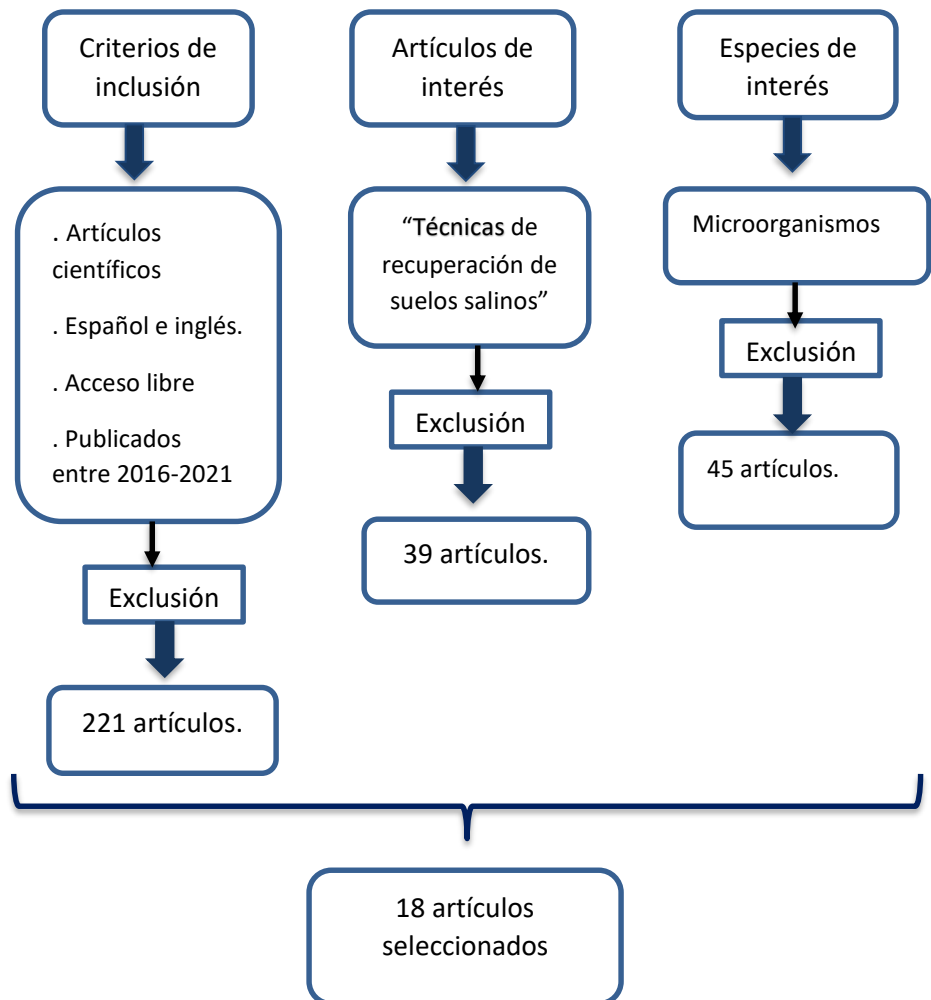 Criterios de
inclusión
. Artículos
científicos
. Español e inglés.
. Acceso libre
. Publicados
entre 2016-2021
Exclusión
221 artículos.
Artículos de
interés
“Técnicas de
recuperación de
suelos salinos”
Exclusión
39 artículos.
Especies de
interés
Microorganismos
Exclusión
45 artículos.
18 artículos
seleccionados